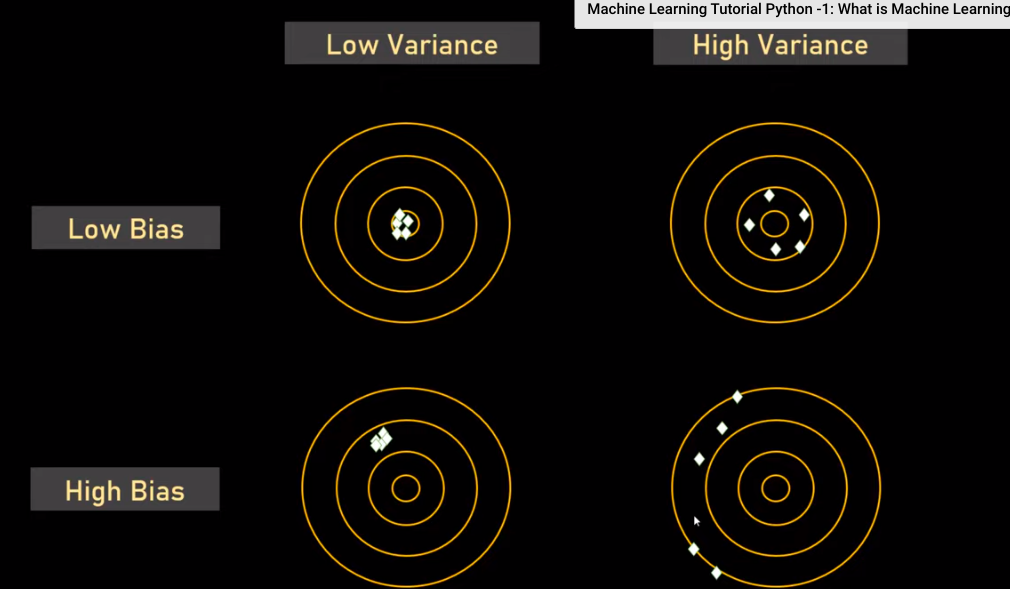 Machine Learning Tutorial Python -1: What is Machine Learning
Low Variance
High Variance
Low Bias
High Bias